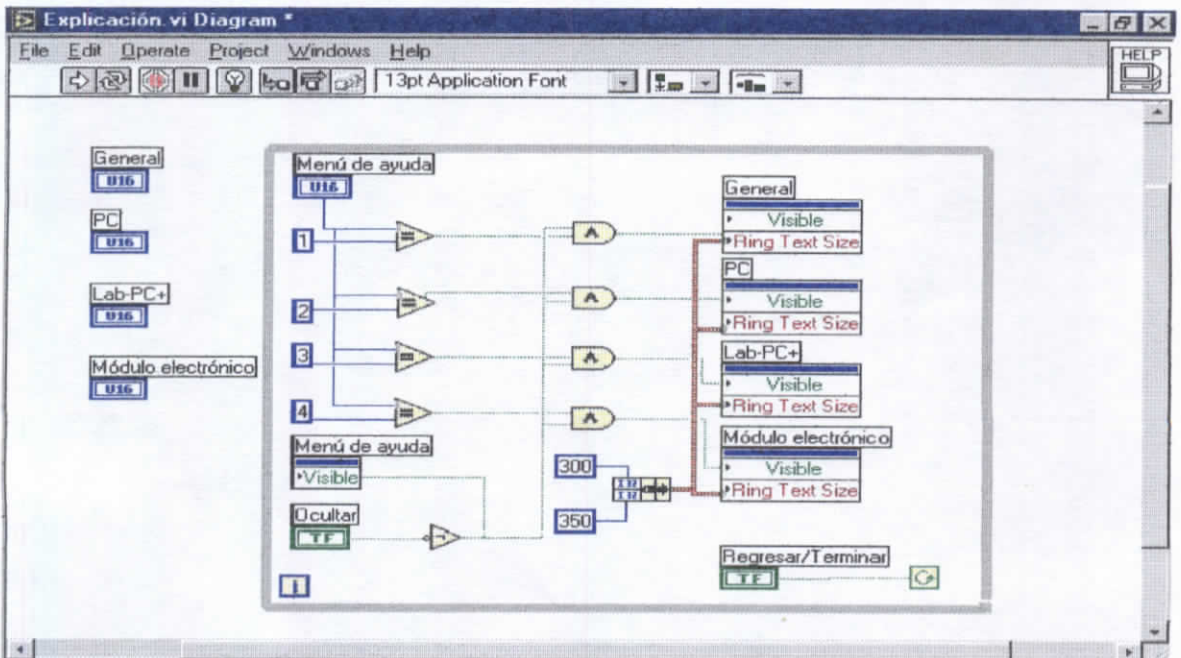 Explicación.vi Diagram *
File Edit Operate Project Windows Help
HELP
13pt Application Font
General
U16
PC
U16
Lab-PC+
U16
Módulo electrónico
U16
Menú de ayuda
U16
1
2
3
4
Menú de ayuda
Visible
Ocultar
TF
i
300
350
General
Visible
Ring Text Size
PC
Visible
Ring Text Size
Lab-PC+
Visible
Ring Text Size
Módulo electrónico
Visible
Ring Text Size
Regresar/Terminar
TF